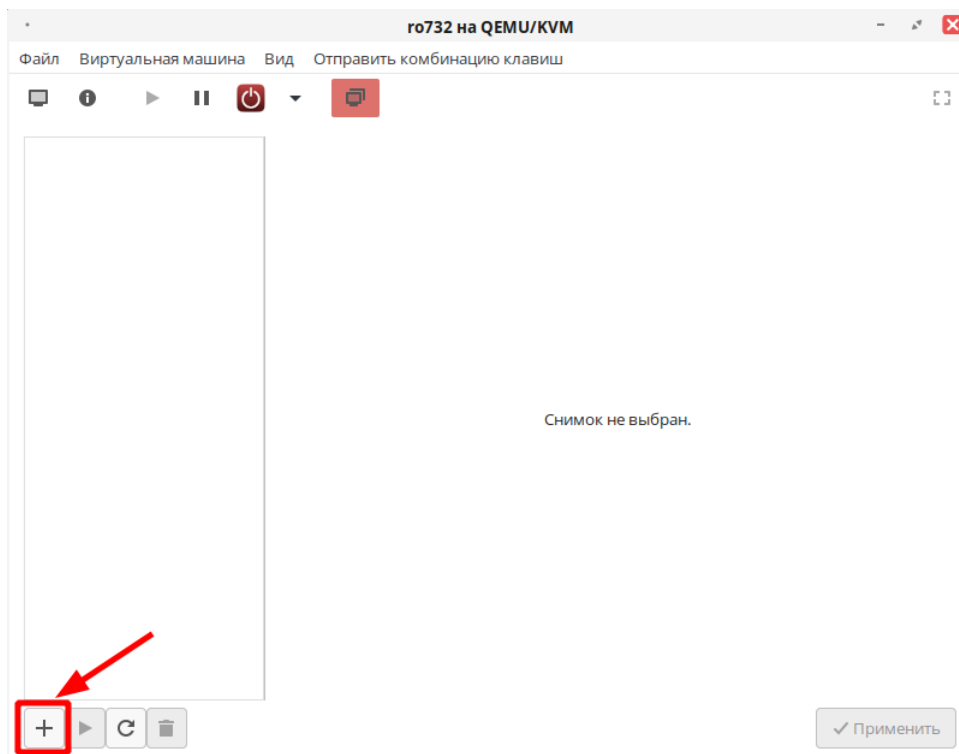 ro732 на QEMU/KVM
Файл Виртуальная машина Вид Отправить комбинацию клавиш
Снимок не выбран.
Применить